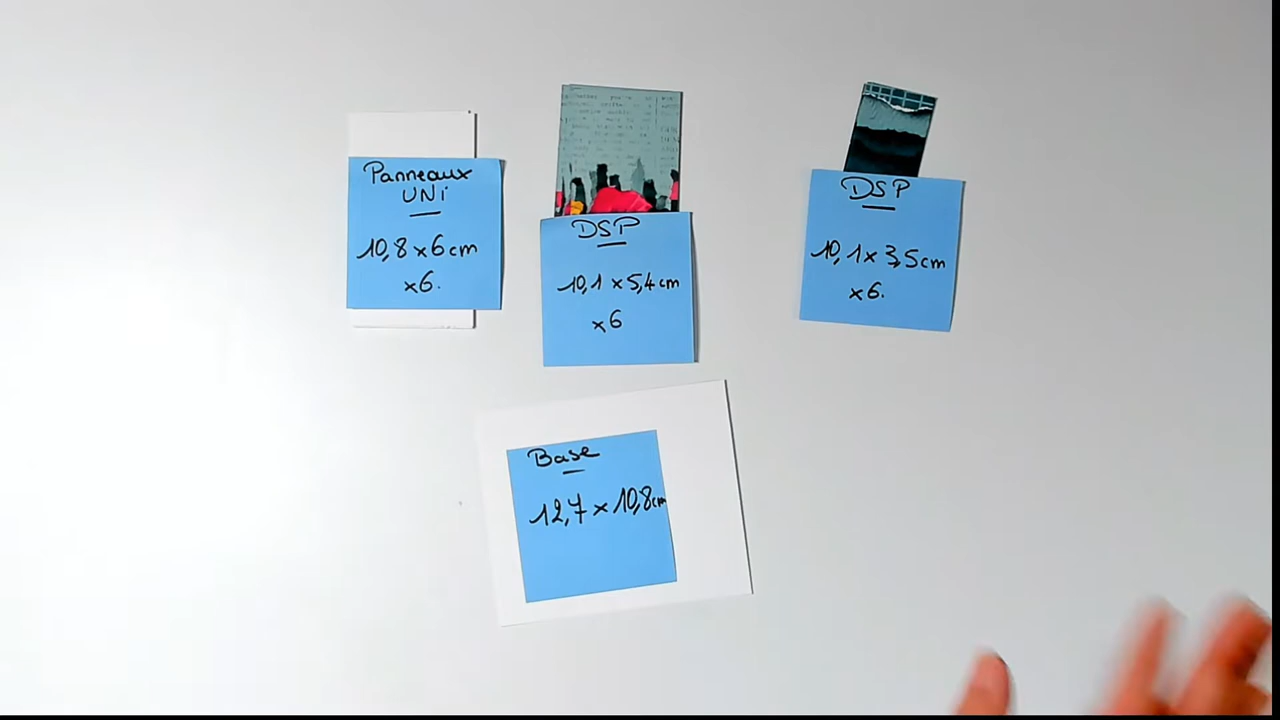 Panneaux
UNI
10,8 x 6 cm
x6.
DSP
10,1 x 5,4 cm
x6
DSP
10,1 x 3,5 cm
x6.
Base
12,7 x 10,8 cm